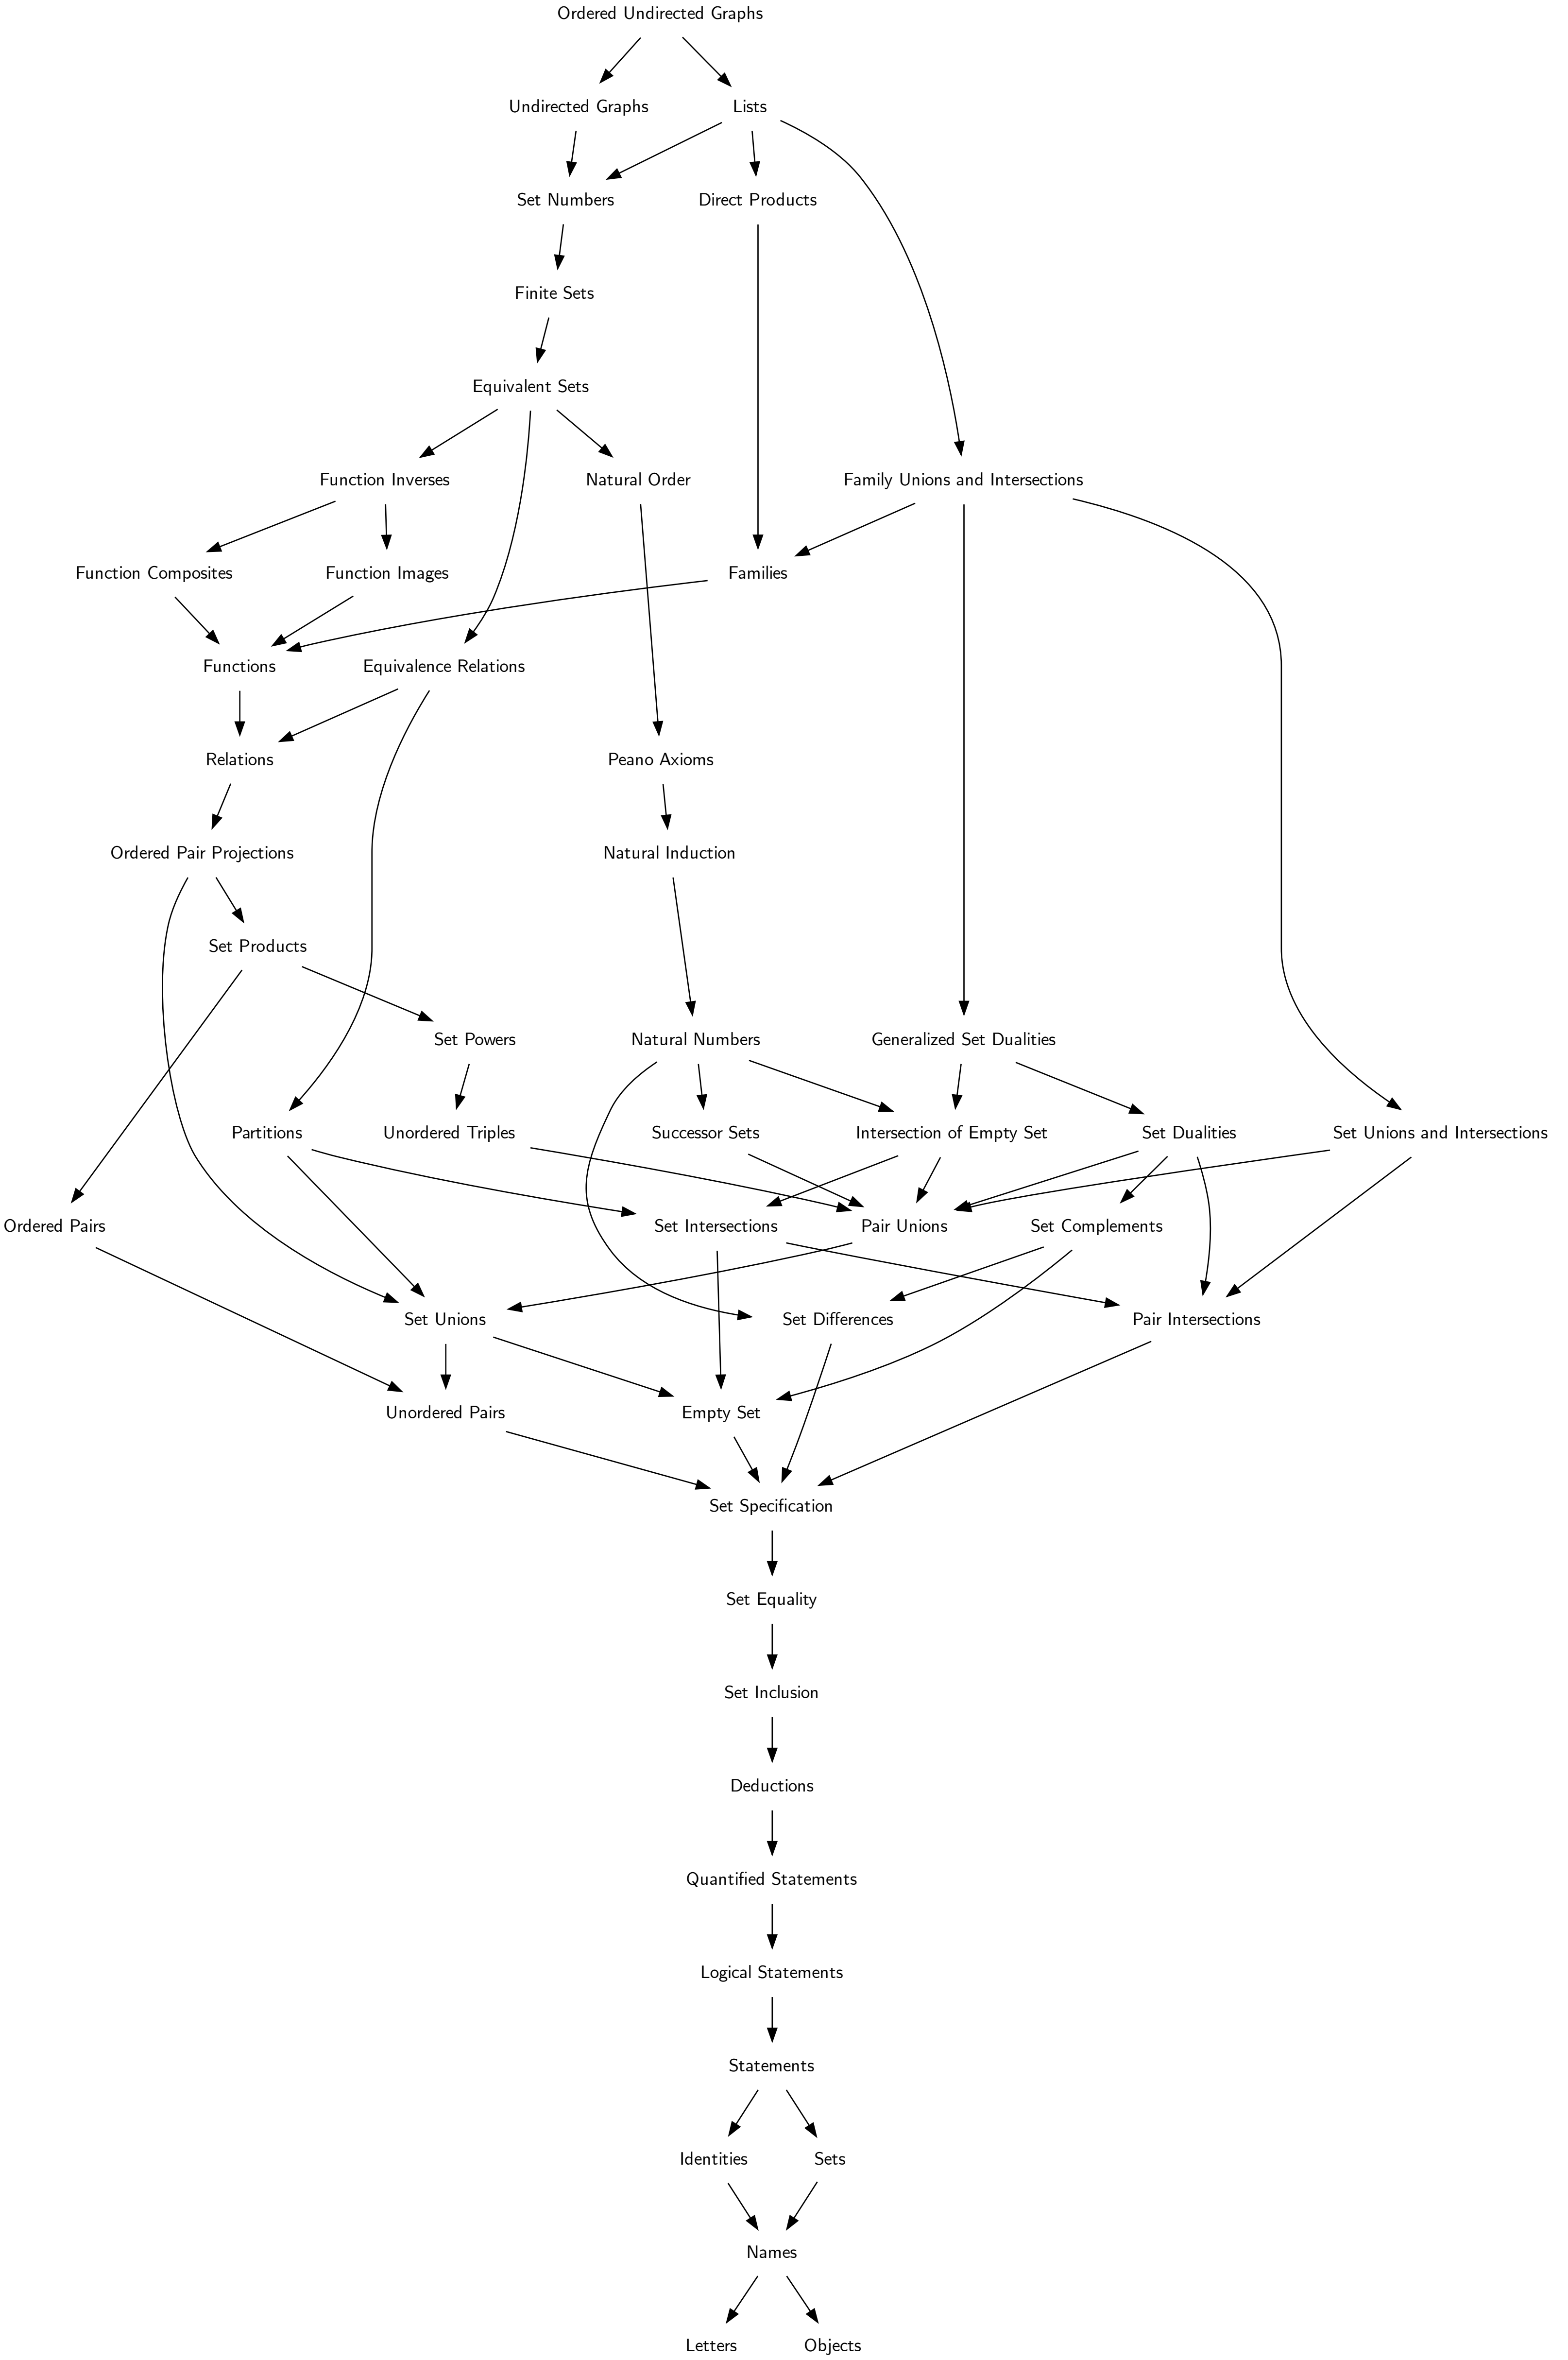 Ordered Undirected Graphs
Undirected Graphs
Lists
Set Numbers
Direct Products
Finite Sets
Equivalent Sets
Function Inverses
Natural Order
Family Unions and Intersections
Function Composites
Function Images
Families
Functions
Equivalence Relations
Relations
Peano Axioms
Ordered Pair Projections
Natural Induction
Set Products
Set Powers
Natural Numbers
Generalized Set Dualities
Partitions
Unordered Triples
Successor Sets
Intersection of Empty Set
Set Dualities
Set Unions and Intersections
Ordered Pairs
Set Intersections
Pair Unions
Set Complements
Set Unions
Set Differences
Pair Intersections
Unordered Pairs
Empty Set
Set Specification
Set Equality
Set Inclusion
Deductions
Quantified Statements
Logical Statements
Statements
Identities
Sets
Names
Letters
Objects